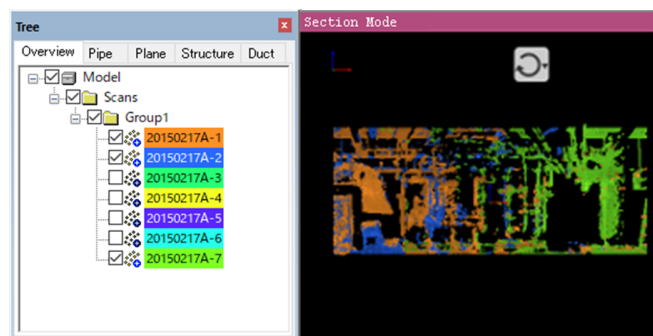 Tree
Overview Pipe Plane Structure Duct
Model
Scans
Group1
20150217A-1
20150217A-2
20150217A-3
20150217A-4
20150217A-5
20150217A-6
20150217A-7
Section Mode